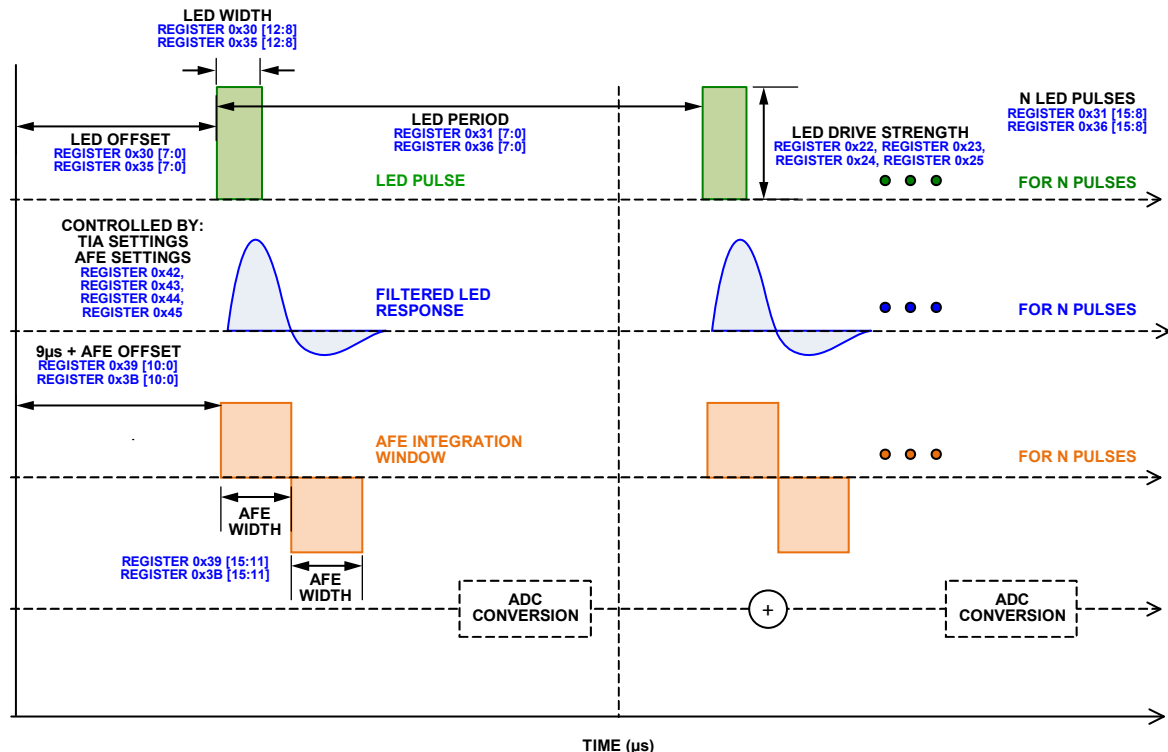 LED WIDTH
REGISTER 0x30 [12:8]
REGISTER 0x35 [12:8]
LED OFFSET
REGISTER 0x30 [7:0]
REGISTER 0x35 [7:0]
LED PERIOD
REGISTER 0x31 [7:0]
REGISTER 0x36 [7:0]
LED DRIVE STRENGTH
REGISTER 0x22, REGISTER 0x23,
REGISTER 0x24, REGISTER 0x25
N LED PULSES
REGISTER 0x31 [15:8]
REGISTER 0x36 [15:8]
LED PULSE
FOR N PULSES
CONTROLLED BY:
TIA SETTINGS
AFE SETTINGS
REGISTER 0x42,
REGISTER 0x43,
REGISTER 0x44,
REGISTER 0x45
FILTERED LED
RESPONSE
FOR N PULSES
9µs + AFE OFFSET
REGISTER 0x39 [10:0]
REGISTER 0x3B [10:0]
AFE INTEGRATION
WINDOW
FOR N PULSES
AFE
WIDTH
REGISTER 0x39 [15:11]
REGISTER 0x3B [15:11]
AFE
WIDTH
ADC
CONVERSION
+
ADC
CONVERSION
TIME (µs)